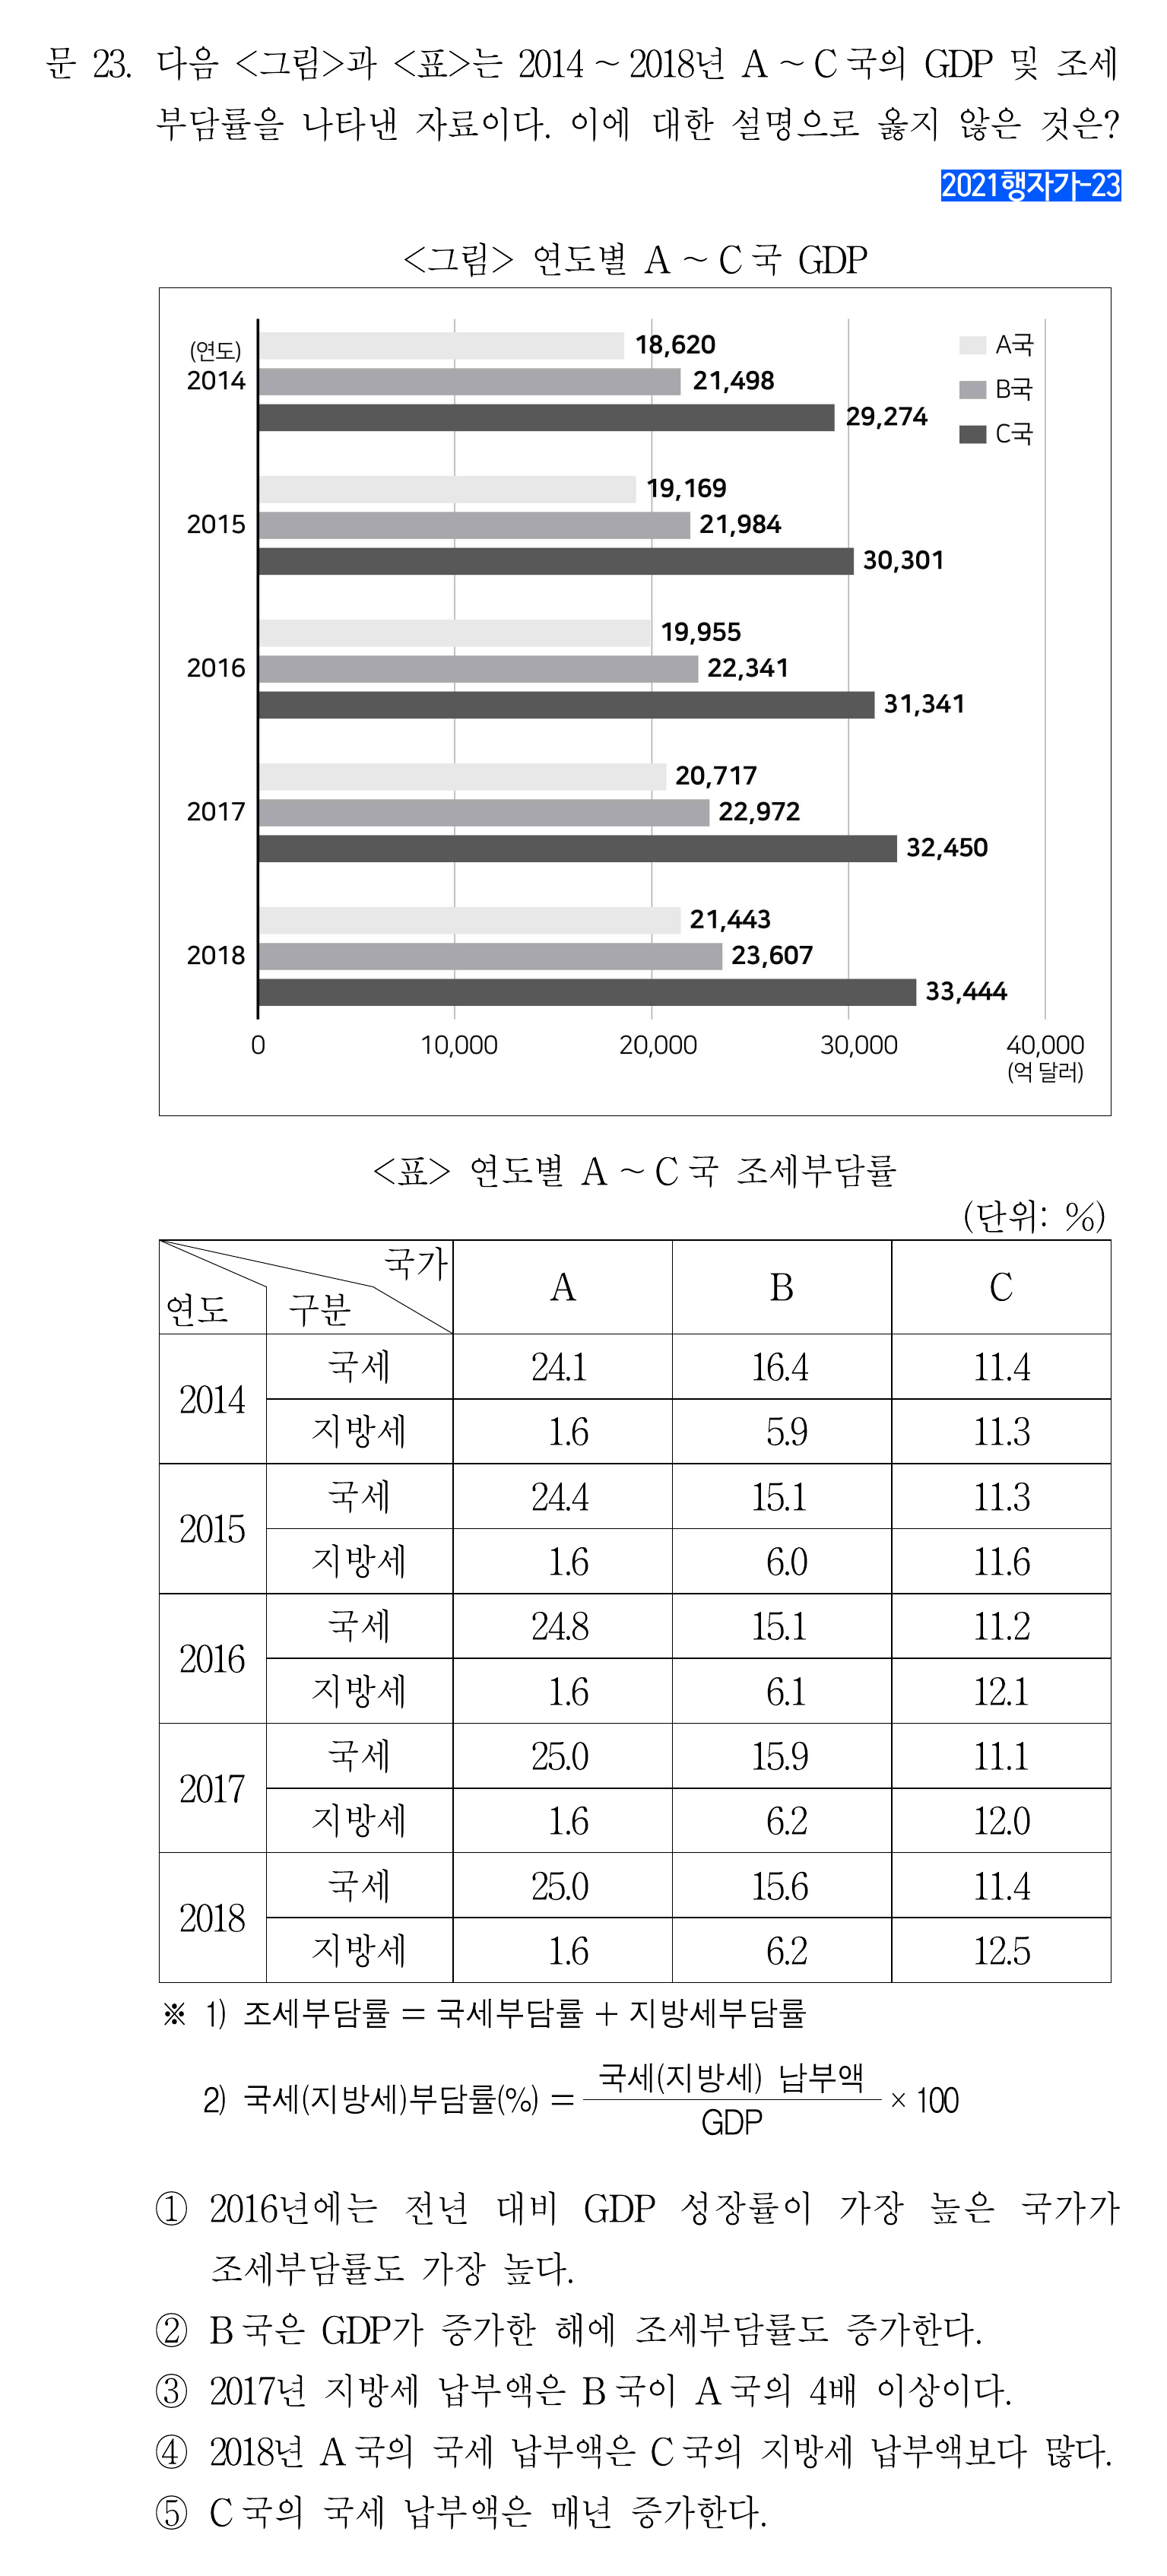 문 23. 다음 <그림>과 <표>는 2014 ~ 2018년 A ~ C국의 GDP 및 조세
부담률을 나타낸 자료이다. 이에 대한 설명으로 옳지 않은 것은?
2021행자가-23
<그림> 연도별 A ~ C국 GDP
(연도)
2014
18,620
21,498
29,274
A국
B국
C국
2015
19,169
21,984
30,301
2016
19,955
22,341
31,341
2017
20,717
22,972
32,450
2018
21,443
23,607
33,444
0 10,000 20,000 30,000 40,000
(억 달러)
<표> 연도별 A ~ C국 조세부담률
(단위: %)
국가
연도 구분 A B C
2014 국세 24.1 16.4 11.4
지방세 1.6 5.9 11.3
2015 국세 24.4 15.1 11.3
지방세 1.6 6.0 11.6
2016 국세 24.8 15.1 11.2
지방세 1.6 6.1 12.1
2017 국세 25.0 15.9 11.1
지방세 1.6 6.2 12.0
2018 국세 25.0 15.6 11.4
지방세 1.6 6.2 12.5
※ 1) 조세부담률 = 국세부담률 + 지방세부담률
2) 국세(지방세)부담률(%) = 국세(지방세) 납부액 / GDP × 100
① 2016년에는 전년 대비 GDP 성장률이 가장 높은 국가가
조세부담률도 가장 높다.
② B국은 GDP가 증가한 해에 조세부담률도 증가한다.
③ 2017년 지방세 납부액은 B국이 A국의 4배 이상이다.
④ 2018년 A국의 국세 납부액은 C국의 지방세 납부액보다 많다.
⑤ C국의 국세 납부액은 매년 증가한다.